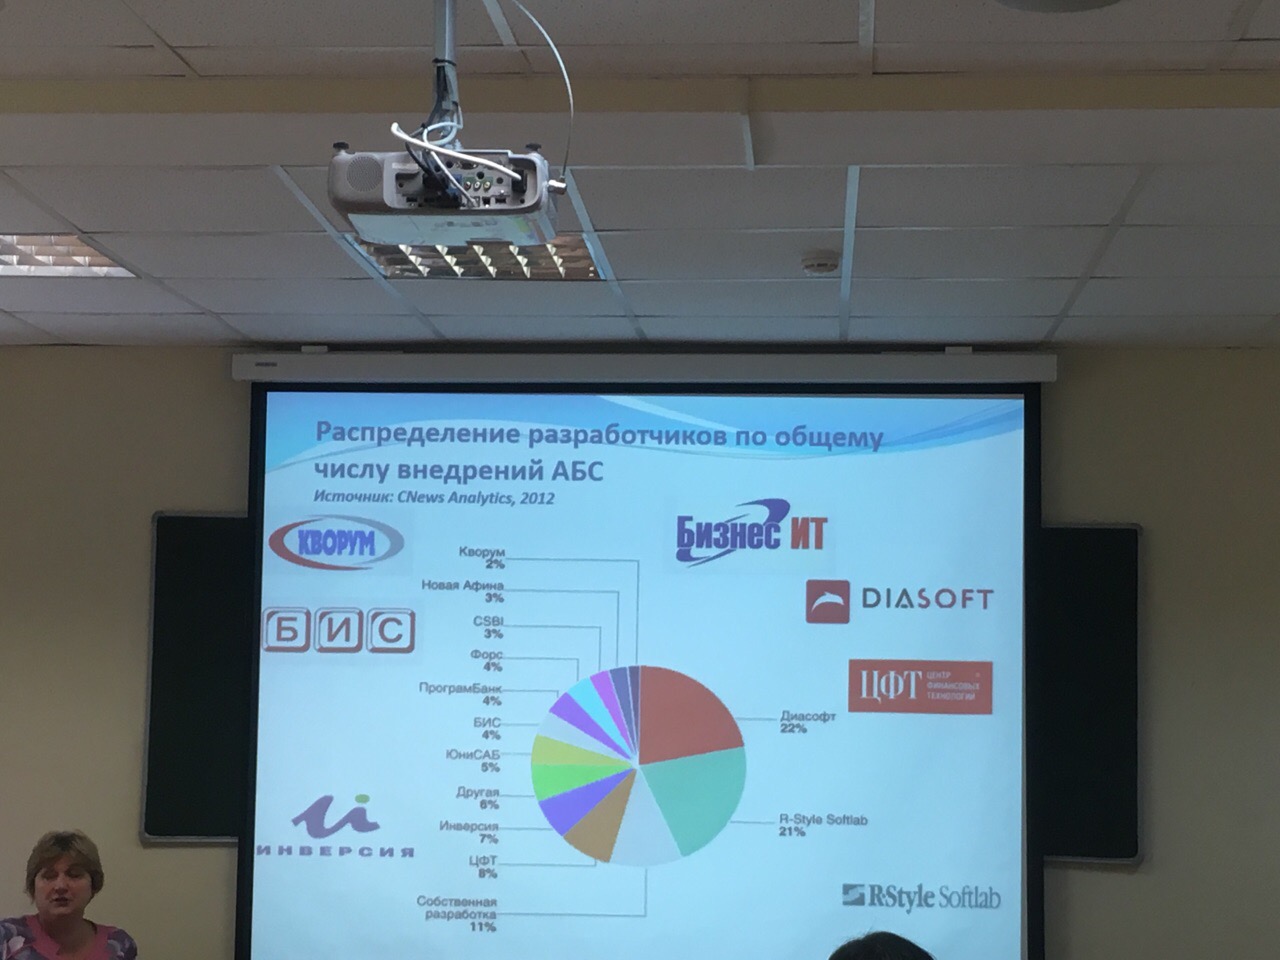 Распределение разработчиков по общему
числу внедрений АБС
Источник: CNews Analytics, 2012
КВОРУМ
Бизнес ИТ
DIASOFT
БИС
ЦФТ
ЦЕНТР
ФИНАНСОВЫХ
ТЕХНОЛОГИЙ
ИНВЕРСИЯ
R-Style Softlab
Кворум
2%
Новая Афина
3%
CSBI
3%
Форс
4%
ПрограмБанк
4%
БИС
4%
ЮниСАБ
5%
Другая
6%
Инверсия
7%
ЦФТ
8%
Собственная
разработка
11%
Диасофт
22%
R-Style Softlab
21%